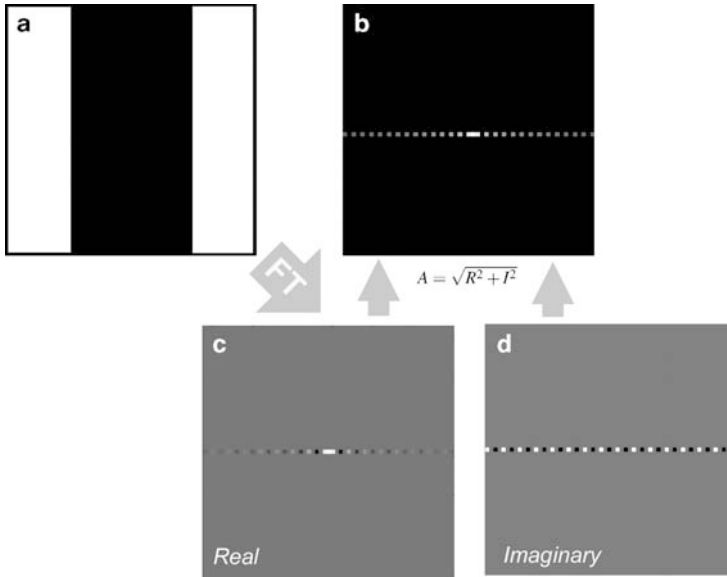 a
b
FT
A = √R² + I²
c
d
Real
Imaginary